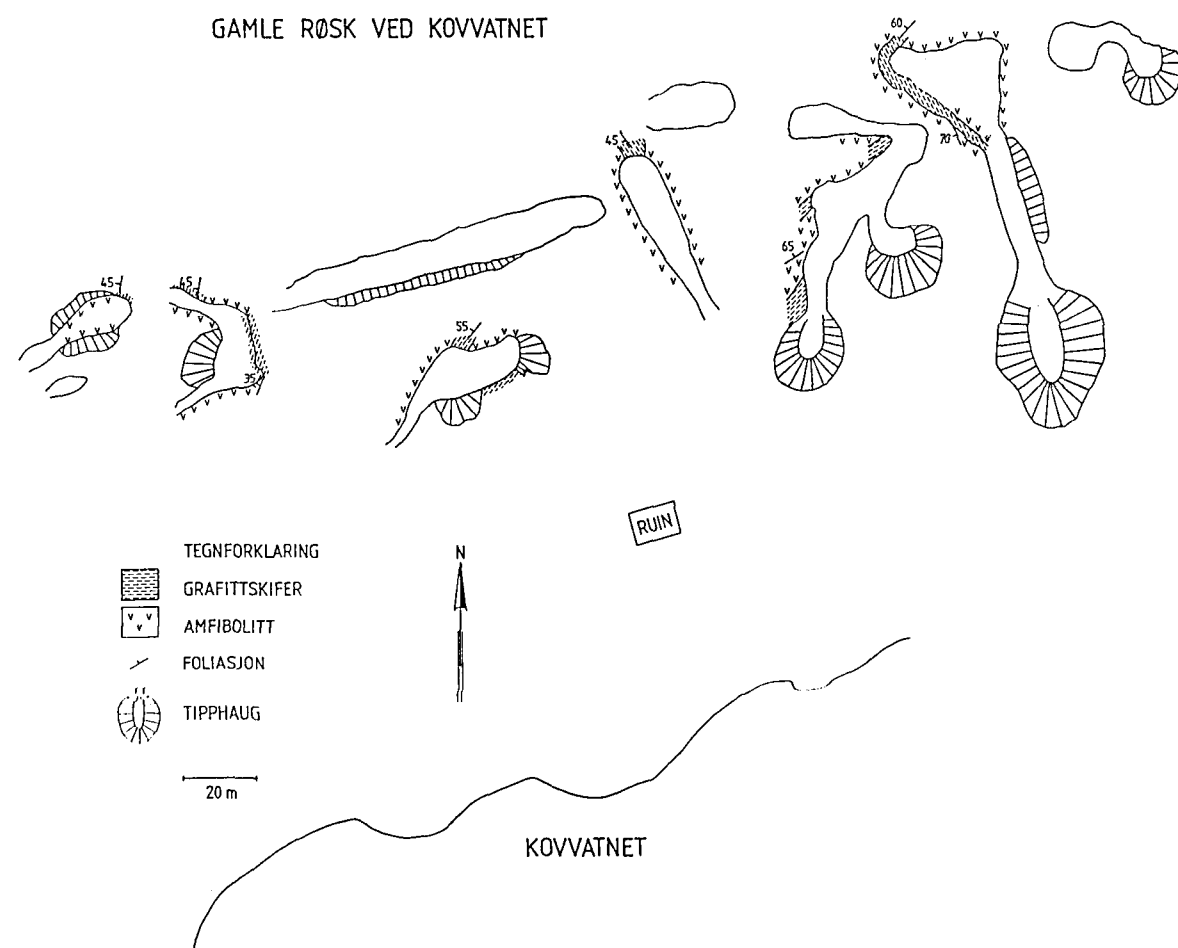 GAMLE RØSK VED KOVVATNET
60
45
70
65
45
45
55
35
RUIN
TEGNFORKLARING
N
GRAFITTSKIFER
AMFIBOLITT
FOLIASJON
TIPPHAUG
20 m
KOVVATNET